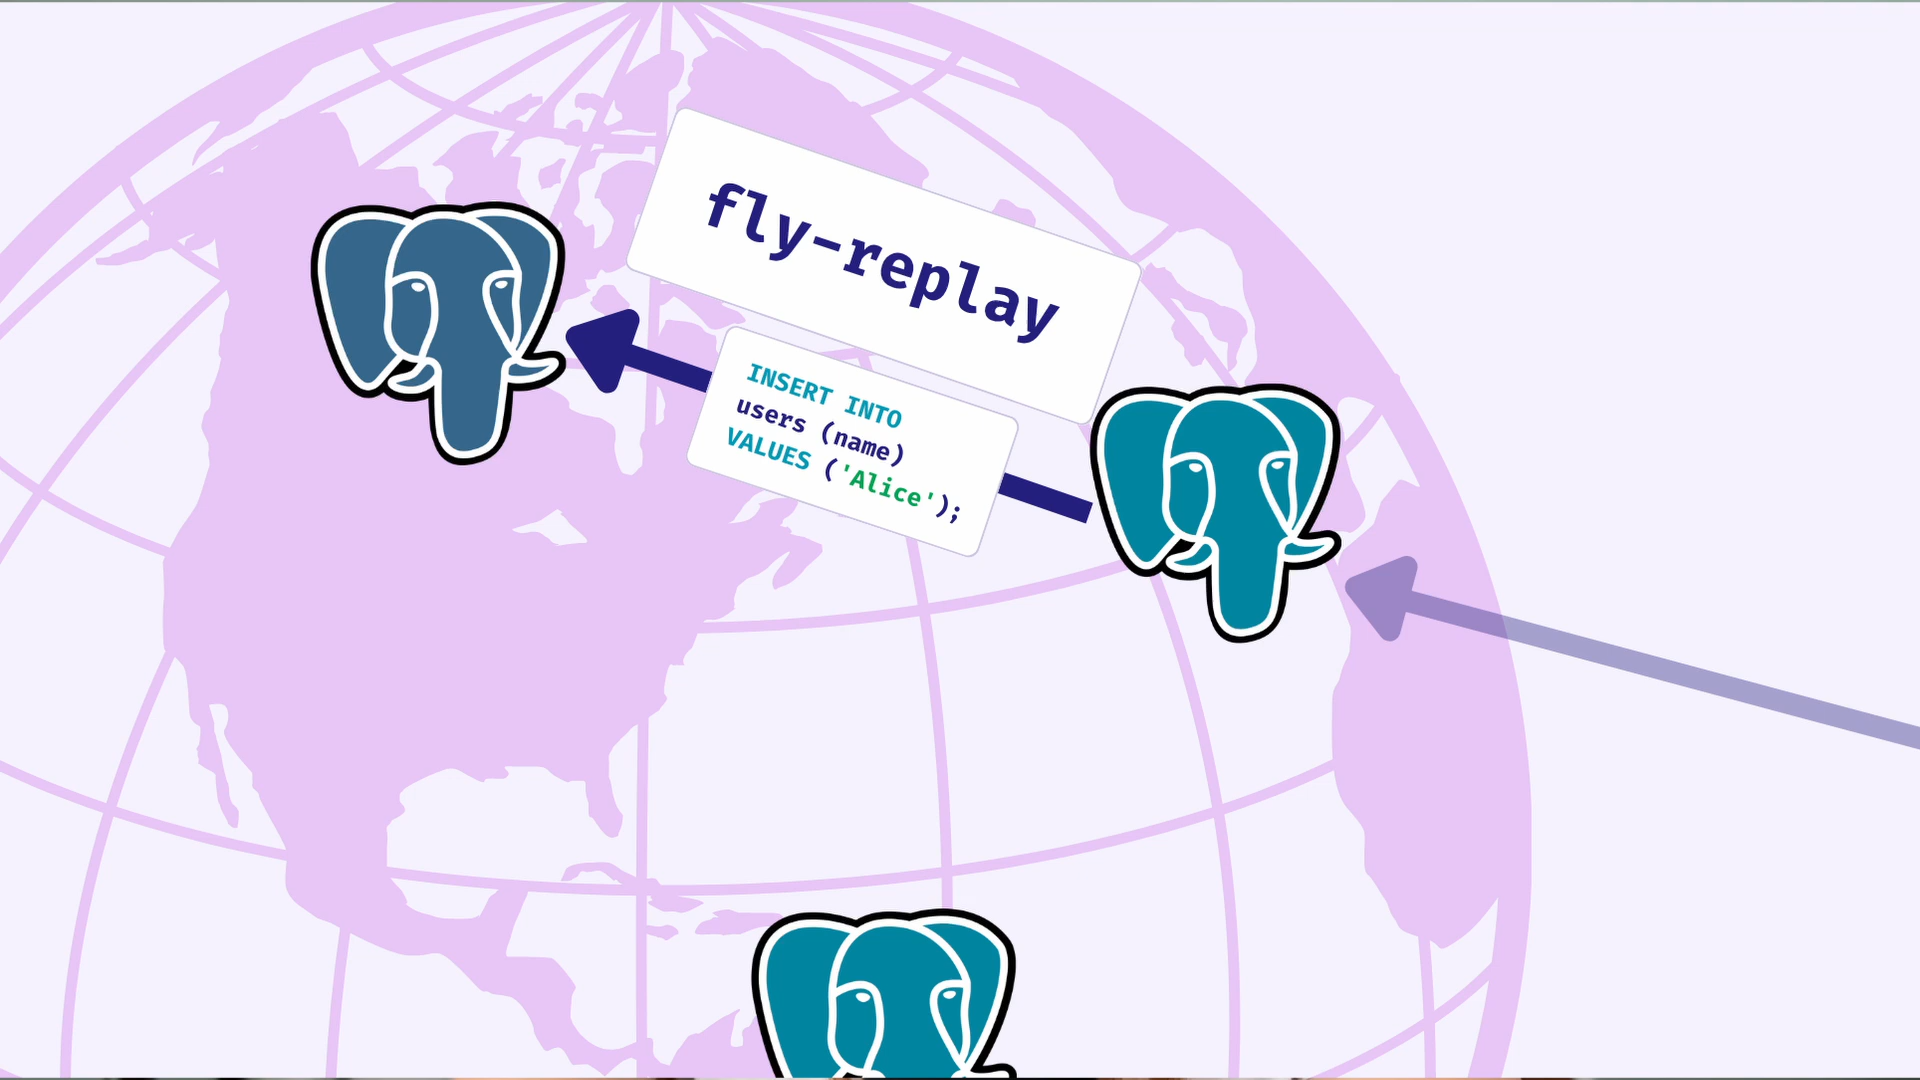 fly-replay
INSERT INTO
users (name)
VALUES ('Alice');